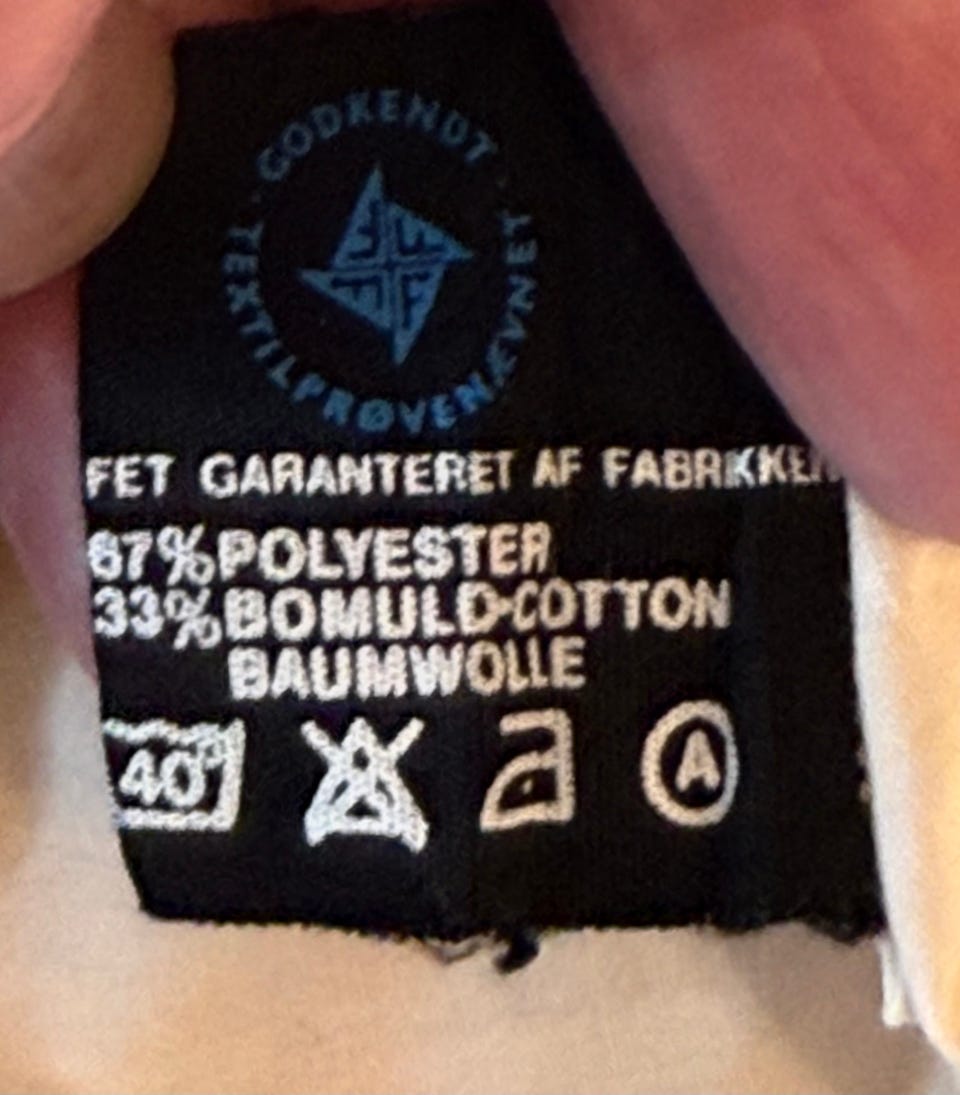 GODKENDT
TEXTILPRØVENÆVNET
FET GARANTERET AF FABRIKKEN
67% POLYESTER
33% BOMULD-COTTON
BAUMWOLLE
40°
A